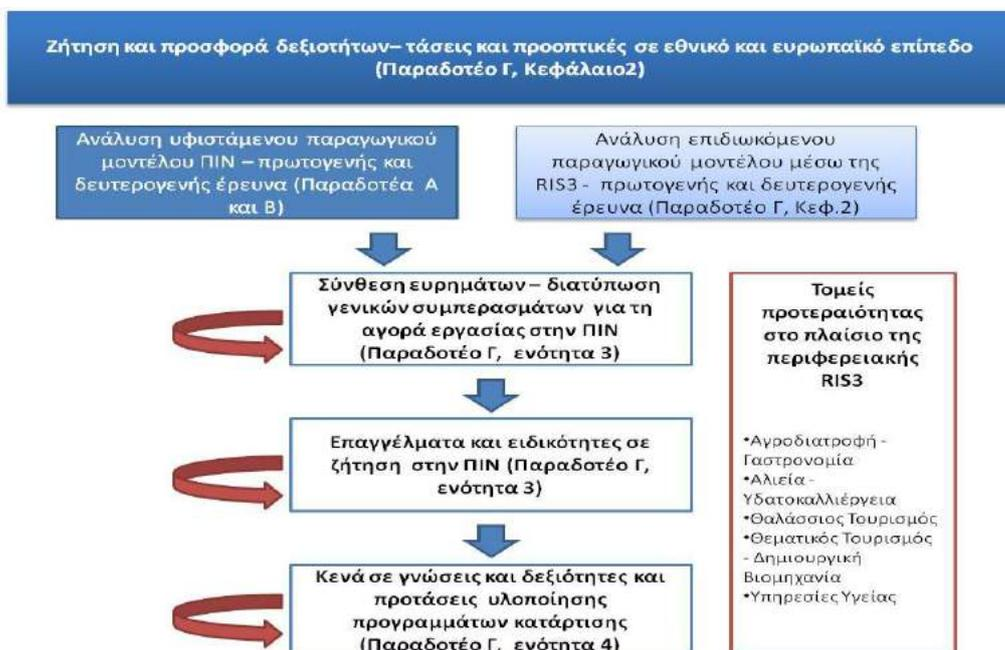 Ζήτηση και προσφορά δεξιοτήτων– τάσεις και προοπτικές σε εθνικό και ευρωπαϊκό επίπεδο
(Παραδοτέο Γ, Κεφάλαιο2)
Ανάλυση υφιστάμενου παραγωγικού
μοντέλου ΠΙΝ – πρωτογενής και
δευτερογενής έρευνα (Παραδοτέα Α
και Β)
Ανάλυση επιδιωκόμενου
παραγωγικού μοντέλου μέσω της
RIS3 - πρωτογενής και δευτερογενής
έρευνα (Παραδοτέο Γ, Κεφ.2)
Σύνθεση ευρημάτων – διατύπωση
γενικών συμπερασμάτων για τη
αγορά εργασίας στην ΠΙΝ
(Παραδοτέο Γ, ενότητα 3)
Επαγγέλματα και ειδικότητες σε
ζήτηση στην ΠΙΝ (Παραδοτέο Γ,
ενότητα 3)
Κενά σε γνώσεις και δεξιότητες και
προτάσεις υλοποίησης
προγραμμάτων κατάρτισης
(Παραδοτέο Γ, ενότητα 4)
Τομείς
προτεραιότητας
στο πλαίσιο της
περιφερειακής
RIS3
•Αγροδιατροφή -
Γαστρονομία
•Αλιεία -
Υδατοκαλλιέργεια
•Θαλάσσιος Τουρισμός
•Θεματικός Τουρισμός
- Δημιουργική
Βιομηχανία
•Υπηρεσίες Υγείας